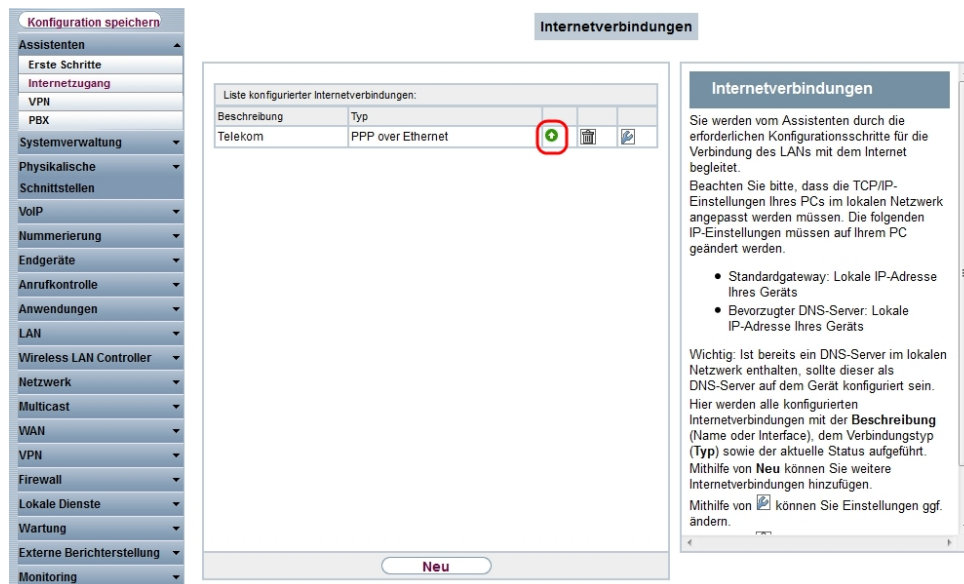 Konfiguration speichern
Assistenten
Erste Schritte
Internetzugang
VPN
PBX
Systemverwaltung
Physikalische
Schnittstellen
VoIP
Nummerierung
Endgeräte
Anrufkontrolle
Anwendungen
LAN
Wireless LAN Controller
Netzwerk
Multicast
WAN
VPN
Firewall
Lokale Dienste
Wartung
Externe Berichterstellung
Monitoring
Internetverbindungen
Liste konfigurierter Internetverbindungen:
Beschreibung Typ
Telekom PPP over Ethernet
Neu
Internetverbindungen
Sie werden vom Assistenten durch die
erforderlichen Konfigurationsschritte für die
Verbindung des LANs mit dem Internet
begleitet.
Beachten Sie bitte, dass die TCP/IP-
Einstellungen Ihres PCs im lokalen Netzwerk
angepasst werden müssen. Die folgenden
IP-Einstellungen müssen auf Ihrem PC
geändert werden.
• Standardgateway: Lokale IP-Adresse
Ihres Geräts
• Bevorzugter DNS-Server: Lokale
IP-Adresse Ihres Geräts
Wichtig: Ist bereits ein DNS-Server im lokalen
Netzwerk enthalten, sollte dieser als
DNS-Server auf dem Gerät konfiguriert sein.
Hier werden alle konfigurierten
Internetverbindungen mit der Beschreibung
(Name oder Interface), dem Verbindungstyp
(Typ) sowie der aktuelle Status aufgeführt.
Mithilfe von Neu können Sie weitere
Internetverbindungen hinzufügen.
Mithilfe von können Sie Einstellungen ggf.
ändern.